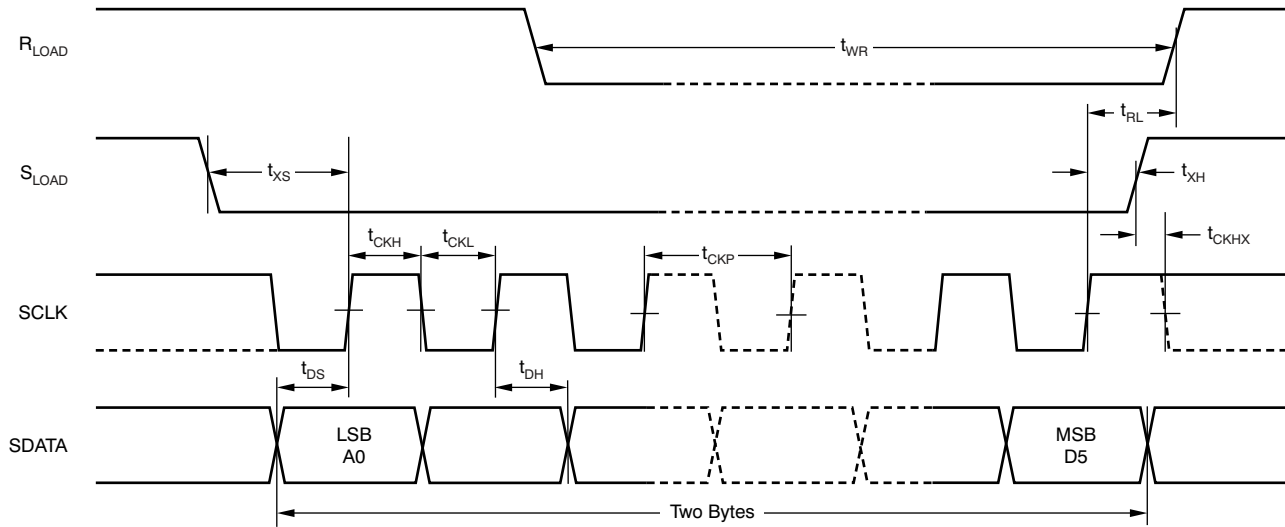 R_LOAD
t_WR
t_RL
S_LOAD
t_XS
t_XH
t_CKH
t_CKL
t_CKP
t_CKHX
SCLK
t_DS
t_DH
SDATA
LSB
A0
MSB
D5
Two Bytes